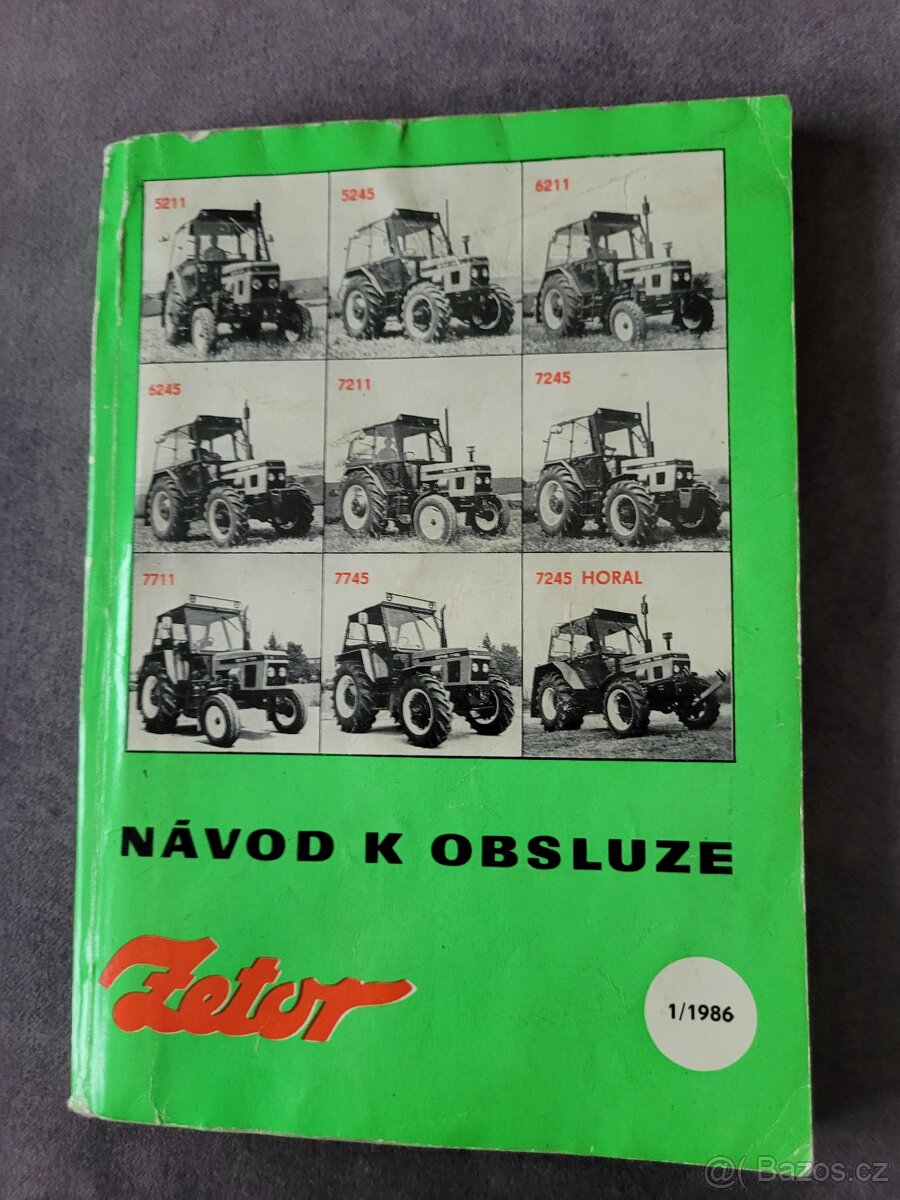 5211
5245
6211
6245
7211
7245
7711
7745
7245 HORAL
NÁVOD K OBSLUZE
Zetor
1/1986
@( Bazos.cz